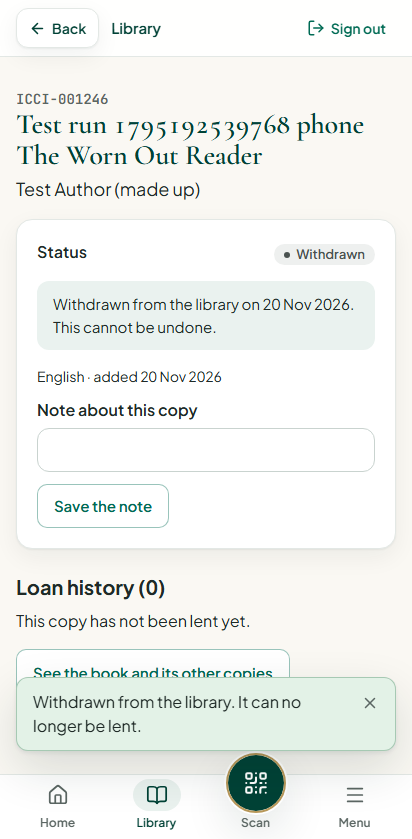 Back
Library
Sign out
ICCI-001246
Test run 1795192539768 phone
The Worn Out Reader
Test Author (made up)
Status
Withdrawn
Withdrawn from the library on 20 Nov 2026.
This cannot be undone.
English · added 20 Nov 2026
Note about this copy
Save the note
Loan history (0)
This copy has not been lent yet.
See the book and its other copies
Withdrawn from the library. It can no
longer be lent.
Home
Library
Scan
Menu